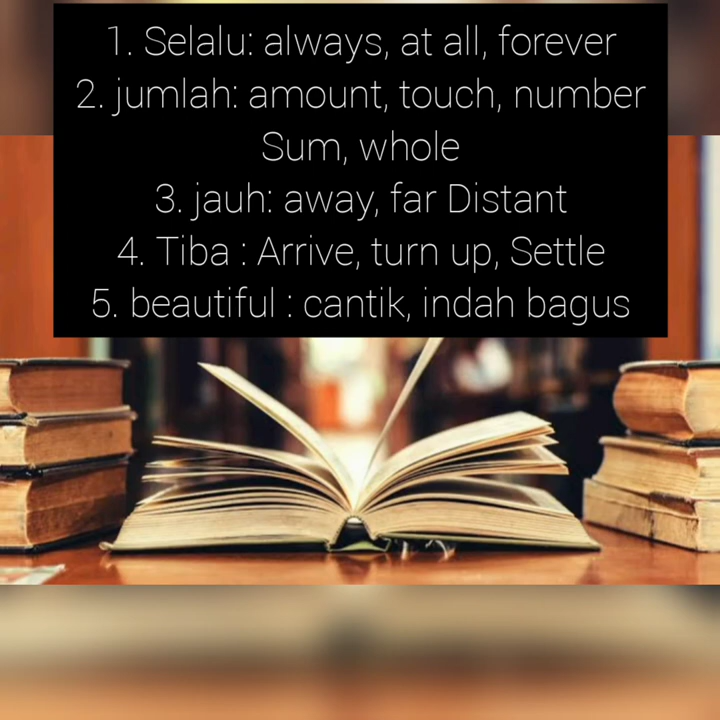 1. Selalu: always, at all, forever
2. jumlah: amount, touch, number
Sum, whole
3. jauh: away, far Distant
4. Tiba : Arrive, turn up, Settle
5. beautiful : cantik, indah bagus